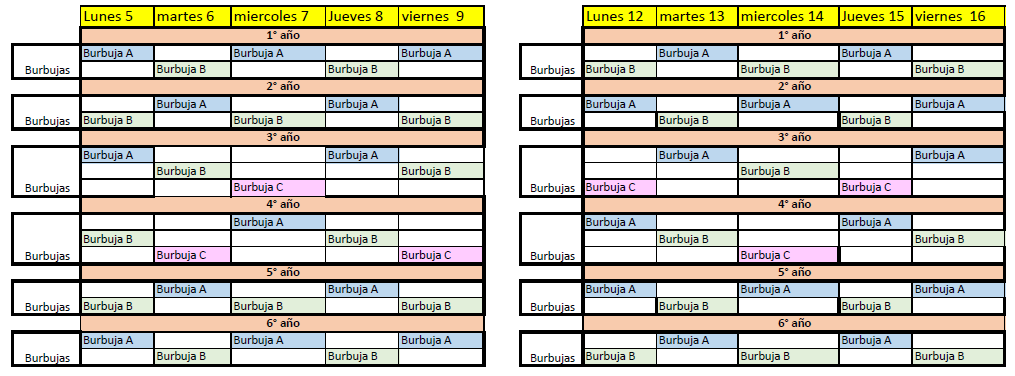 Lunes 5 martes 6 miercoles 7 Jueves 8 viernes 9
1° año
Burbuja A Burbuja A Burbuja A
Burbujas Burbuja B Burbuja B
2° año
Burbuja A Burbuja A
Burbujas Burbuja B Burbuja B Burbuja B
3° año
Burbuja A Burbuja A
Burbuja B Burbuja B
Burbujas Burbuja C
4° año
Burbuja A
Burbuja B Burbuja B
Burbujas Burbuja C Burbuja C
5° año
Burbuja A Burbuja A
Burbujas Burbuja B Burbuja B Burbuja B
6° año
Burbuja A Burbuja A Burbuja A
Burbujas Burbuja B Burbuja B
Lunes 12 martes 13 miercoles 14 Jueves 15 viernes 16
1° año
Burbuja A Burbuja A
Burbujas Burbuja B Burbuja B Burbuja B
2° año
Burbuja A Burbuja A Burbuja A
Burbujas Burbuja B Burbuja B
3° año
Burbuja A Burbuja A
Burbuja B
Burbujas Burbuja C Burbuja C
4° año
Burbuja A Burbuja A
Burbuja B Burbuja B
Burbujas Burbuja C
5° año
Burbuja A Burbuja A Burbuja A
Burbujas Burbuja B Burbuja B
6° año
Burbuja A Burbuja A
Burbujas Burbuja B Burbuja B Burbuja B